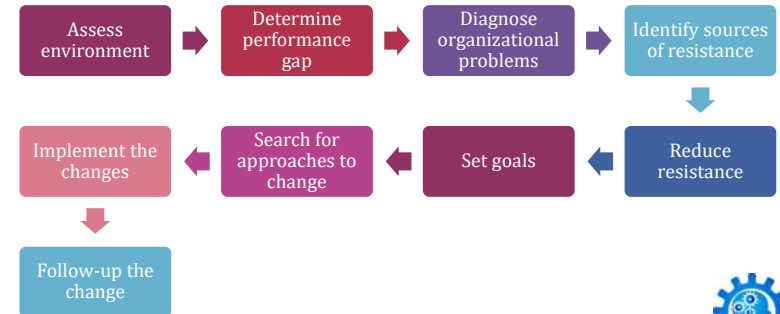 Assess
environment
Determine
performance
gap
Diagnose
organizational
problems
Identify sources
of resistance
Reduce
resistance
Set goals
Search for
approaches to
change
Implement the
changes
Follow-up the
change